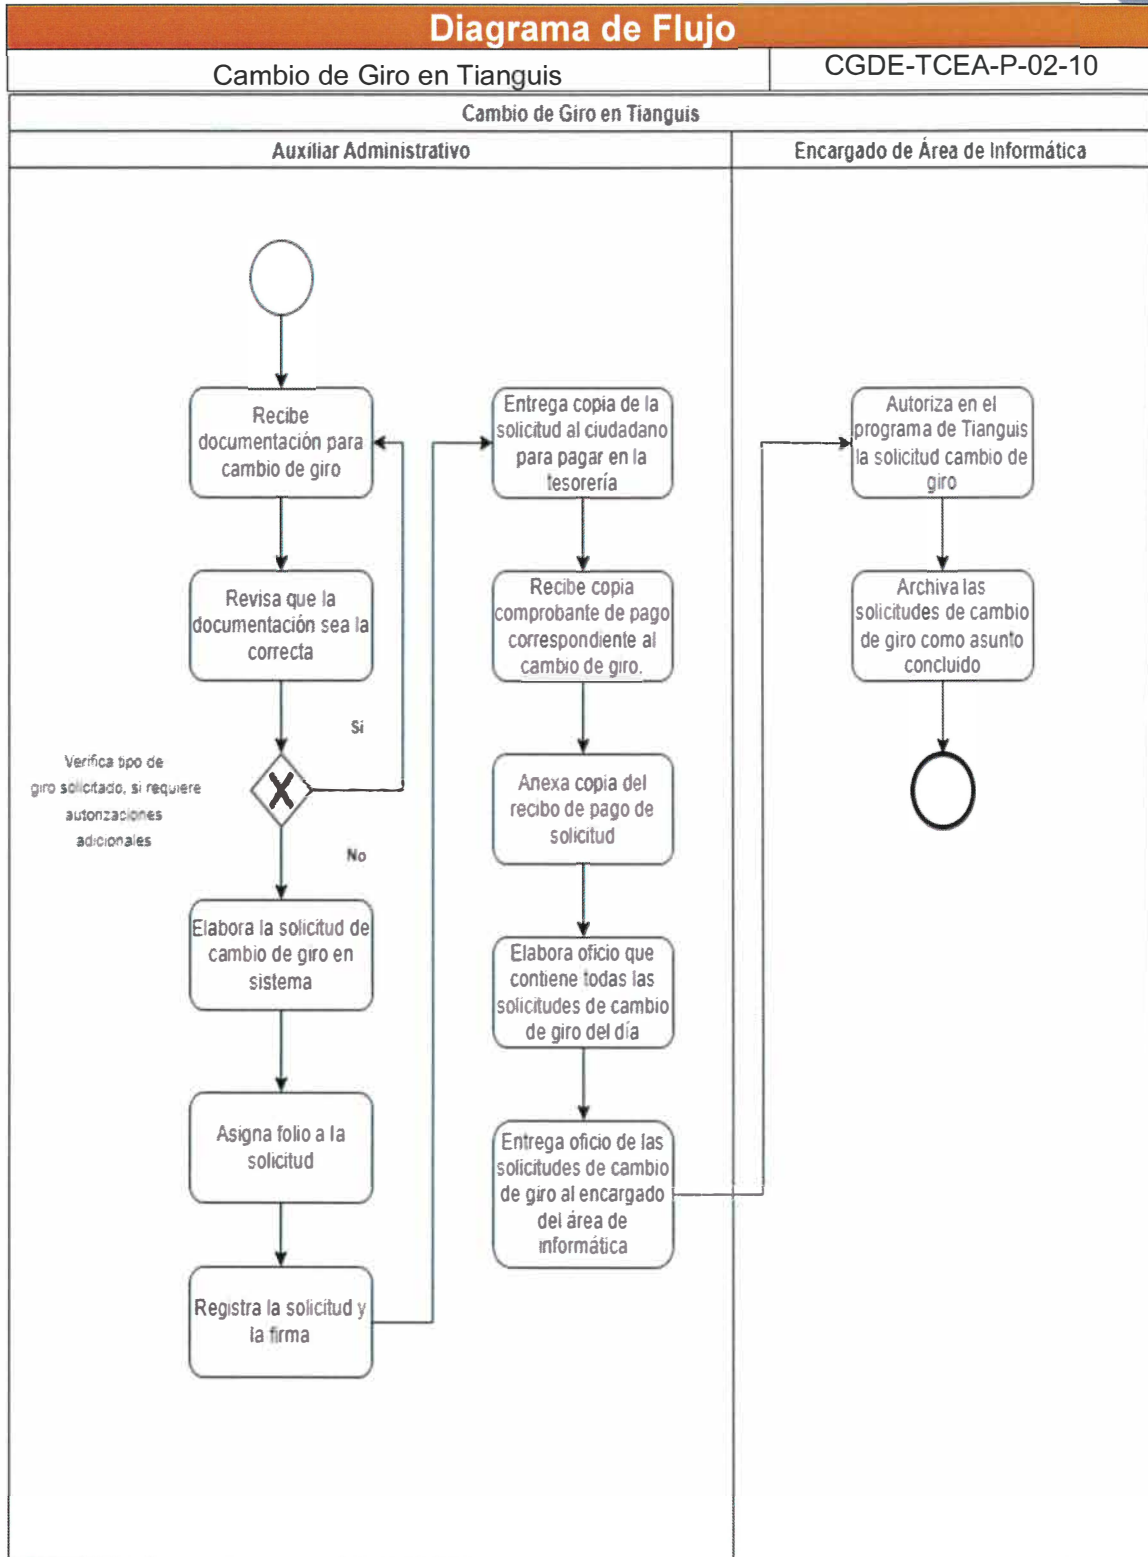 Diagrama de Flujo
Cambio de Giro en Tianguis
CGDE-TCEA-P-02-10
Cambio de Giro en Tianguis
Auxiliar Administrativo
Encargado de Área de Informática
Recibe
documentación para
cambio de giro
Revisa que la
documentación sea la
correcta
Si
Verifica tipo de
giro solicitado, si requiere
autorizaciones
adicionales
X
No
Elabora la solicitud de
cambio de giro en
sistema
Asigna folio a la
solicitud
Registra la solicitud y
la firma
Entrega copia de la
solicitud al ciudadano
para pagar en la
tesorería
Recibe copia
comprobante de pago
correspondiente al
cambio de giro.
Anexa copia del
recibo de pago de
solicitud
Elabora oficio que
contiene todas las
solicitudes de cambio
de giro del día
Entrega oficio de las
solicitudes de cambio
de giro al encargado
del área de
informática
Autoriza en el
programa de Tianguis
la solicitud cambio de
giro
Archiva las
solicitudes de cambio
de giro como asunto
concluido